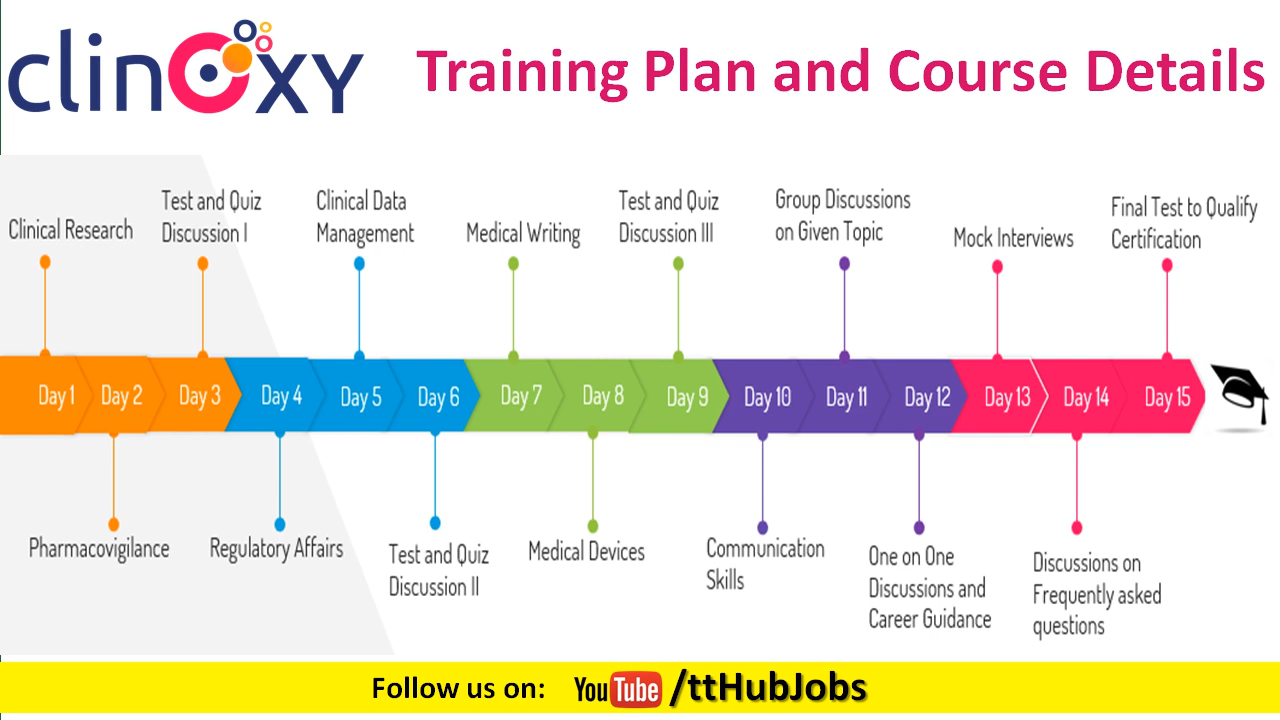 clinOxy
Training Plan and Course Details
Clinical Research
Test and Quiz
Discussion I
Clinical Data
Management
Medical Writing
Test and Quiz
Discussion III
Group Discussions
on Given Topic
Mock Interviews
Final Test to Qualify
Certification
Day 1
Day 2
Day 3
Day 4
Day 5
Day 6
Day 7
Day 8
Day 9
Day 10
Day 11
Day 12
Day 13
Day 14
Day 15
Pharmacovigilance
Regulatory Affairs
Test and Quiz
Discussion II
Medical Devices
Communication
Skills
One on One
Discussions and
Career Guidance
Discussions on
Frequently asked
questions
Follow us on: YouTube /ttHubJobs